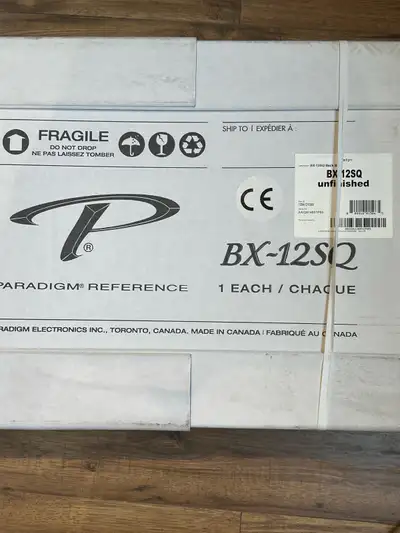 FRAGILE
DO NOT DROP
NE PAS LAISSEZ TOMBER
SHIP TO | EXPÉDIER À :
BX 12SQ
unfinished
CE
P
®
BX-12SQ
PARADIGM® REFERENCE
1 EACH / CHAQUE
RADIGM ELECTRONICS INC., TORONTO, CANADA. MADE IN CANADA | FABRIQUÉ AU CANADA